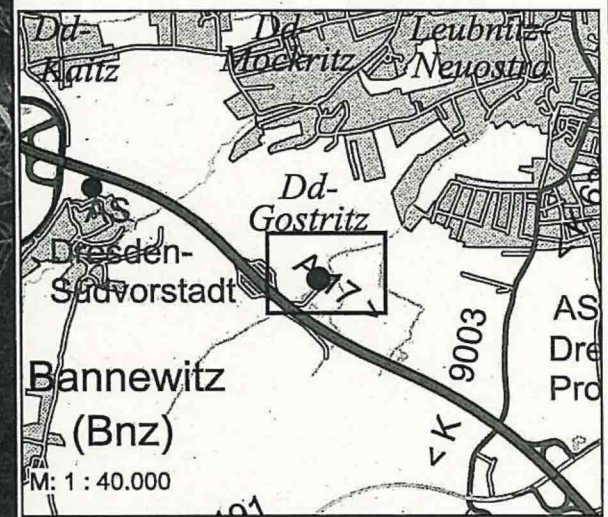 Dd-
Kaitz
Dd-
Mockritz
Leubnitz-
Neuostra
Dd-
Gostritz
AS
Dresden-
Südvorstadt
A 17
9003
< K
AS
Dre
Pro
Bannewitz
(Bnz)
M: 1 : 40.000
191